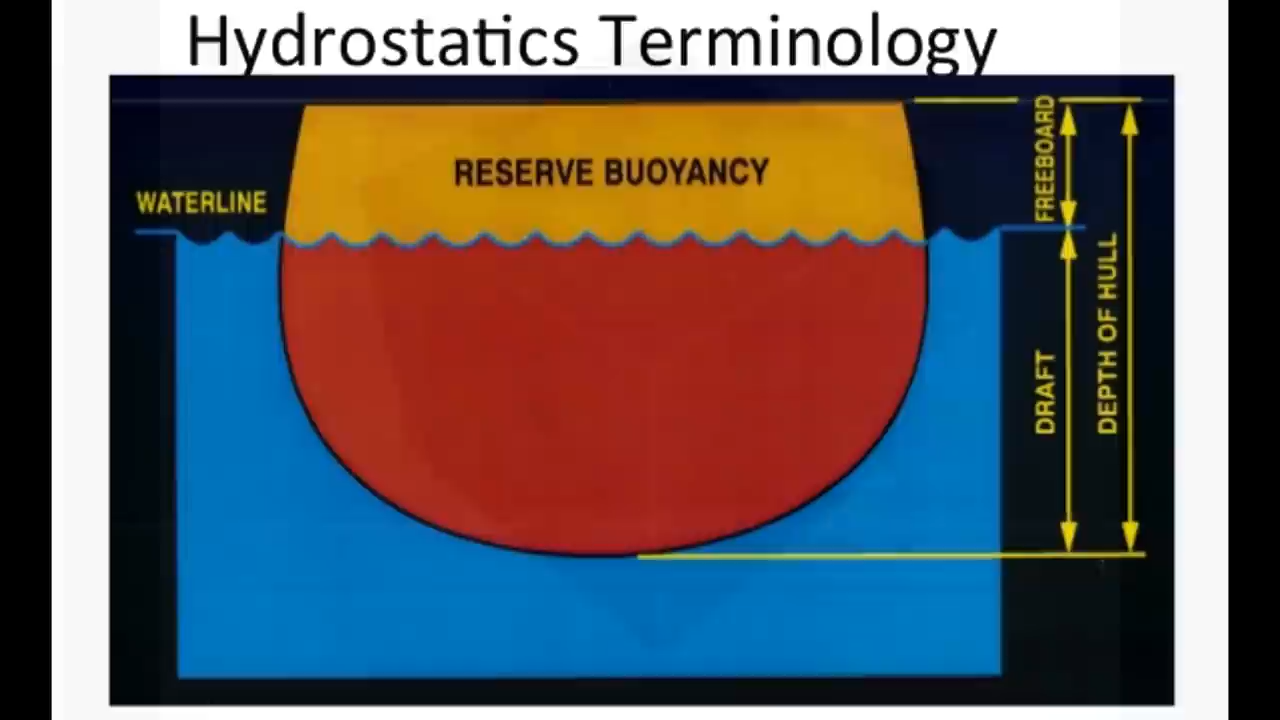 Hydrostatics Terminology
RESERVE BUOYANCY
WATERLINE
FREEBOARD
DRAFT
DEPTH OF HULL